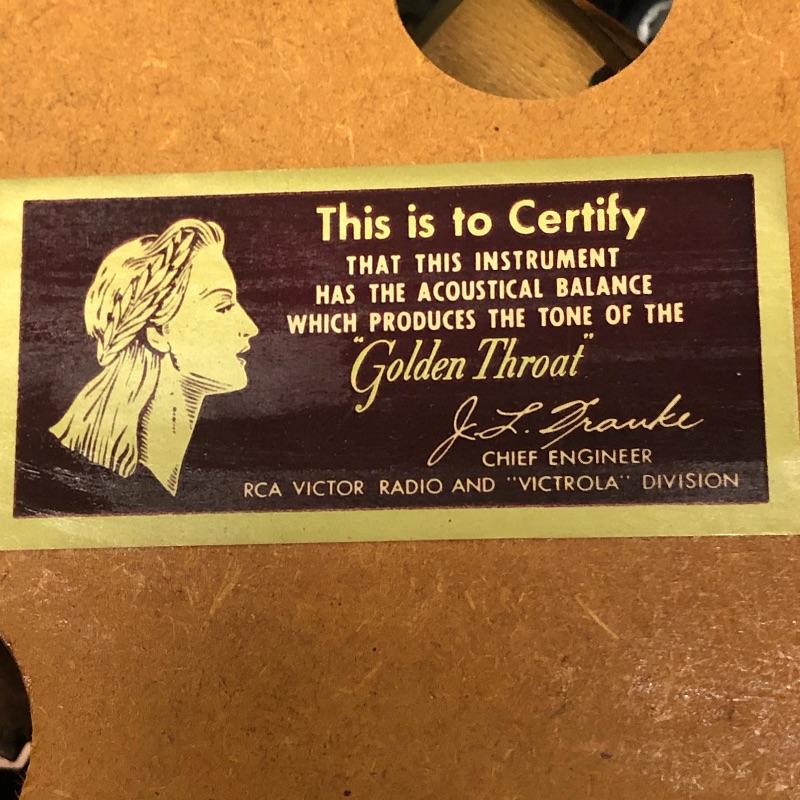 This is to Certify
THAT THIS INSTRUMENT
HAS THE ACOUSTICAL BALANCE
WHICH PRODUCES THE TONE OF THE
"Golden Throat"
J. L. Franke
CHIEF ENGINEER
RCA VICTOR RADIO AND "VICTROLA" DIVISION